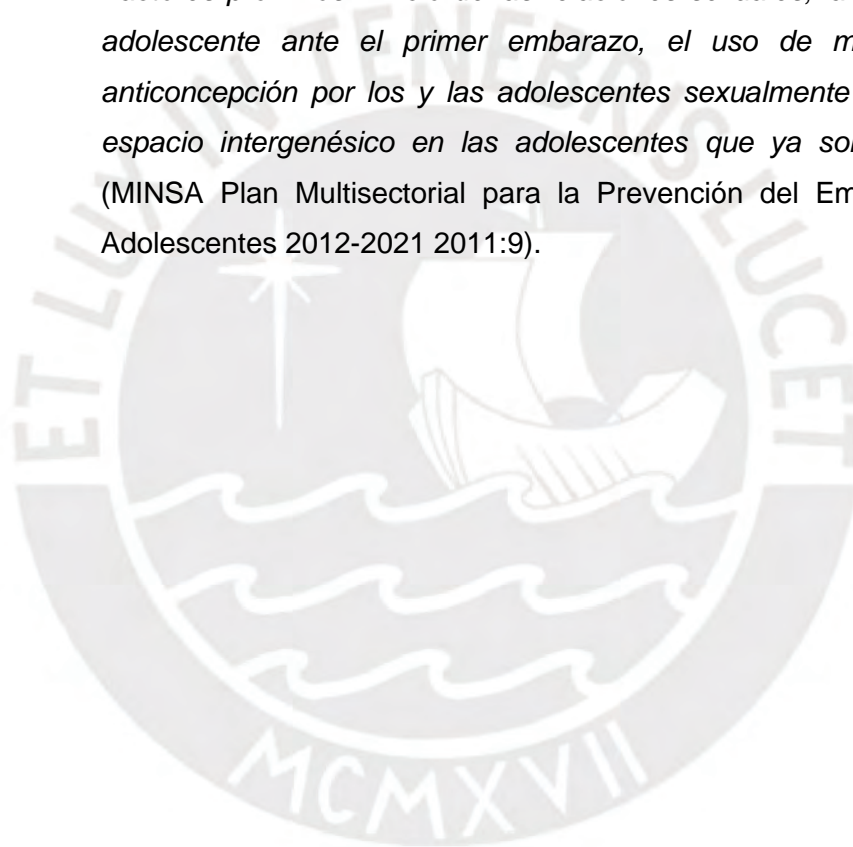 adolescente ante el primer embarazo, el uso de m
anticoncepción por los y las adolescentes sexualmente
espacio intergenésico en las adolescentes que ya
(MINSA Plan Multisectorial para la Prevención del
Adolescentes 2012-2021 2011:9).
ET LUX IN TENEBRIS LUCET
MCMXVII